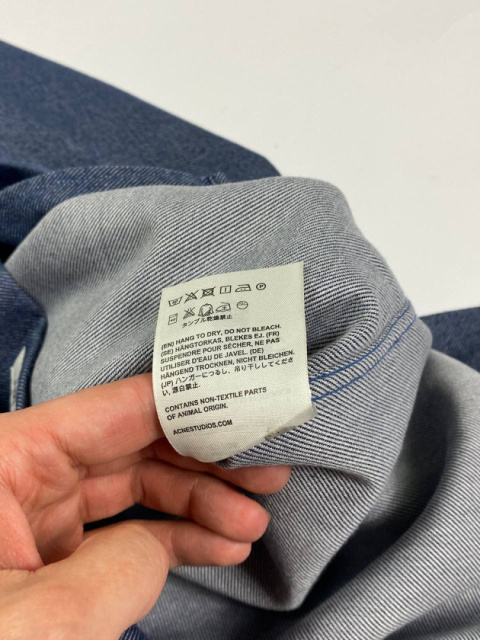 タンブル乾燥禁止
(EN) HANG TO DRY, DO NOT BLEACH.
(SE) HÄNGTORKAS, BLEKES EJ. (FR)
SUSPENDRE POUR SÉCHER, NE PAS
UTILISER D'EAU DE JAVEL. (DE)
HÄNGEND TROCKNEN, NICHT BLEICHEN.
(JP) ハンガーにつるし、吊り干ししてくださ
い, 漂白禁止.
CONTAINS NON-TEXTILE PARTS
OF ANIMAL ORIGIN.
ACNESTUDIOS.COM